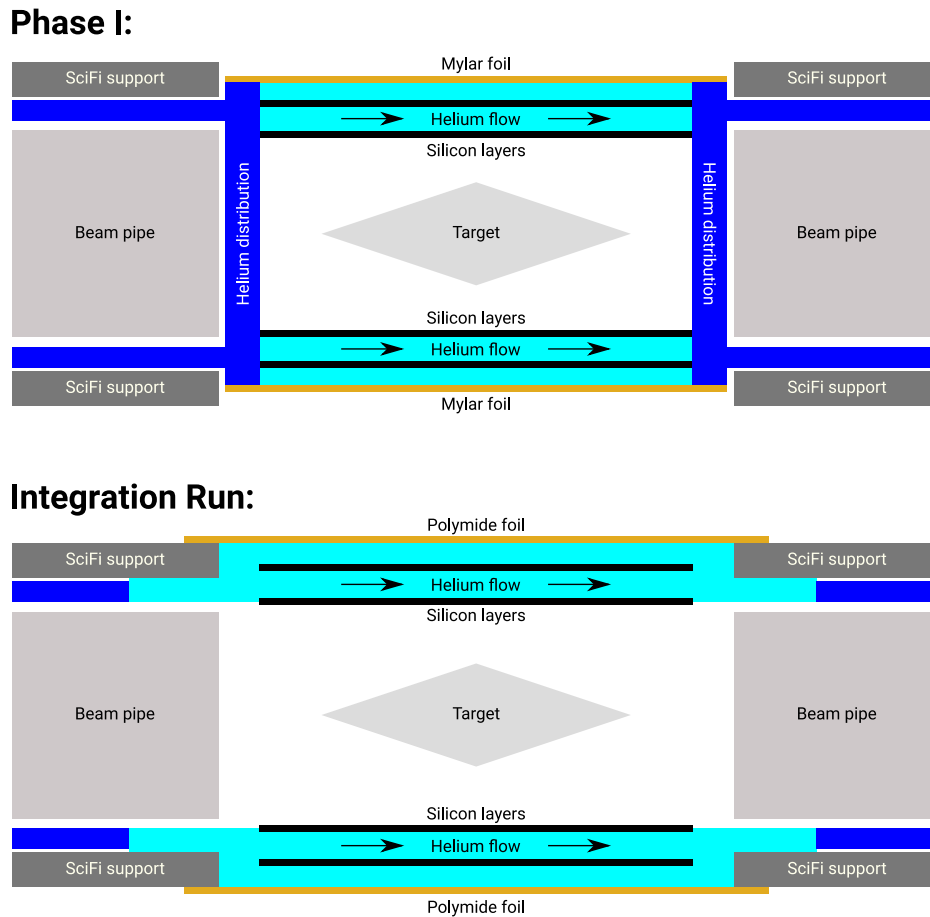 Phase I:
Mylar foil
SciFi support
SciFi support
Helium flow
Silicon layers
Beam pipe
Helium distribution
Target
Helium distribution
Beam pipe
Silicon layers
Helium flow
SciFi support
SciFi support
Mylar foil
Integration Run:
Polymide foil
SciFi support
SciFi support
Helium flow
Silicon layers
Beam pipe
Target
Beam pipe
Silicon layers
Helium flow
SciFi support
SciFi support
Polymide foil